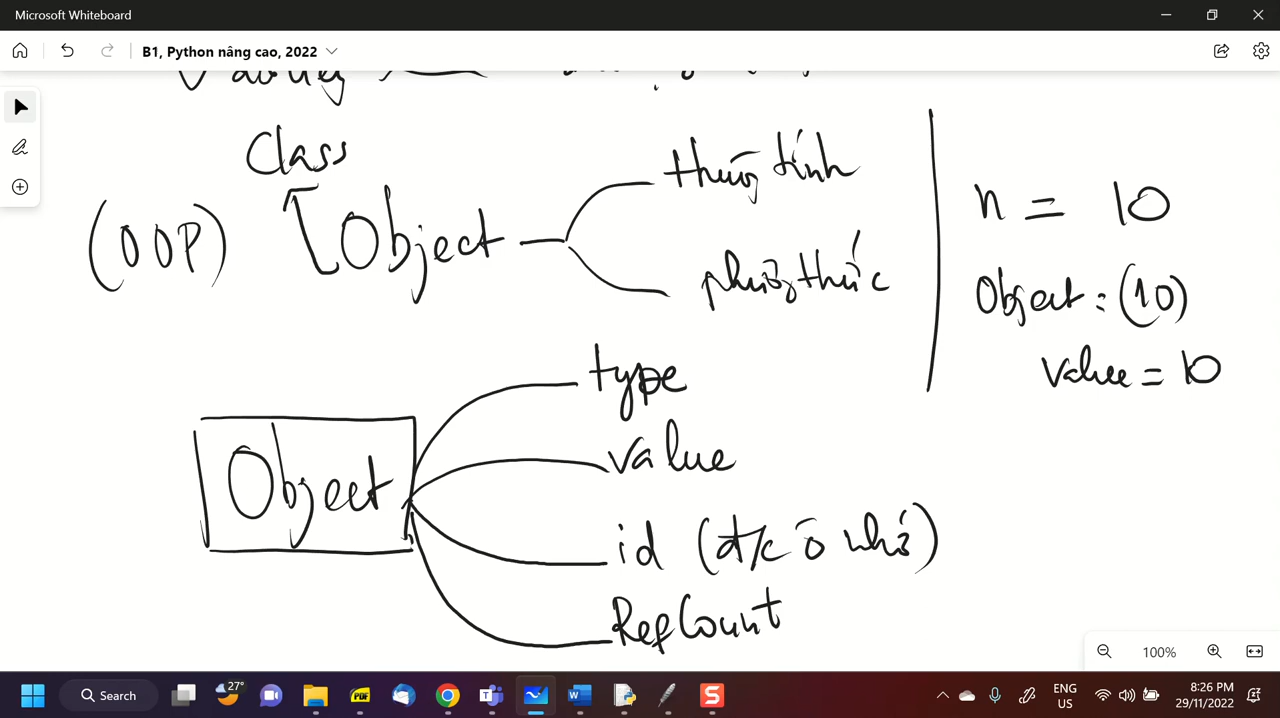 Microsoft Whiteboard
B1, Python nâng cao, 2022
Class
(OOP) Object
thuộc tính
phương thức
n = 10
Object : (10)
value = 10
Object
type
value
id (đ/c ô nhớ)
RefCount
100%
27°
Search
ENG
US
8:26 PM
29/11/2022